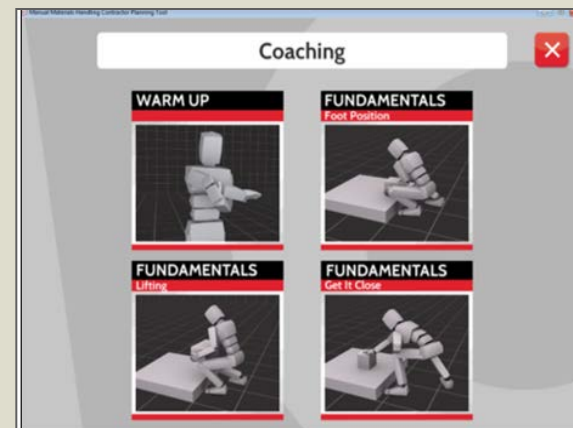 Manual Materials Handling Contractor Planning Tool
Coaching
WARM UP
FUNDAMENTALS
Foot Position
FUNDAMENTALS
Lifting
FUNDAMENTALS
Get It Close